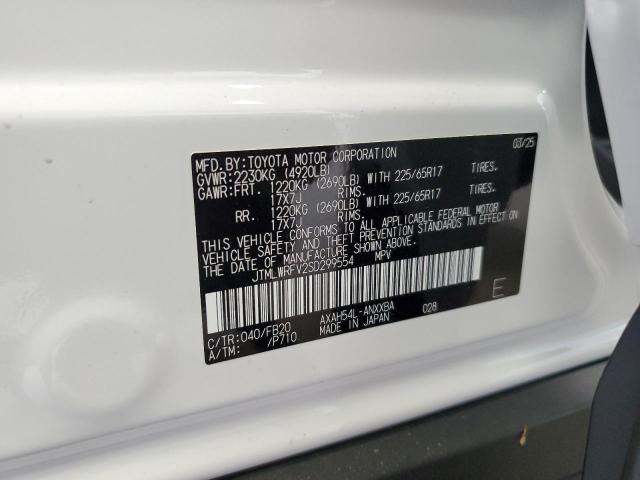 MFD. BY: TOYOTA MOTOR CORPORATION 03/25
GVWR: 2230KG (4920LB)
GAWR: FRT. 1220KG (2690LB) WITH 225/65R17 TIRES.
17X7J RIMS.
RR. 1220KG (2690LB) WITH 225/65R17 TIRES.
17X7J RIMS.
THIS VEHICLE CONFORMS TO ALL APPLICABLE FEDERAL MOTOR
VEHICLE SAFETY AND BUMPER STANDARDS IN EFFECT ON
THE DATE OF MANUFACTURE SHOWN ABOVE.
JTMLWRFV2SD299554 MPV
E
AXAH54L-ANXXBA 028
C/TR: 040/FB20 MADE IN JAPAN
A/TM: /P710